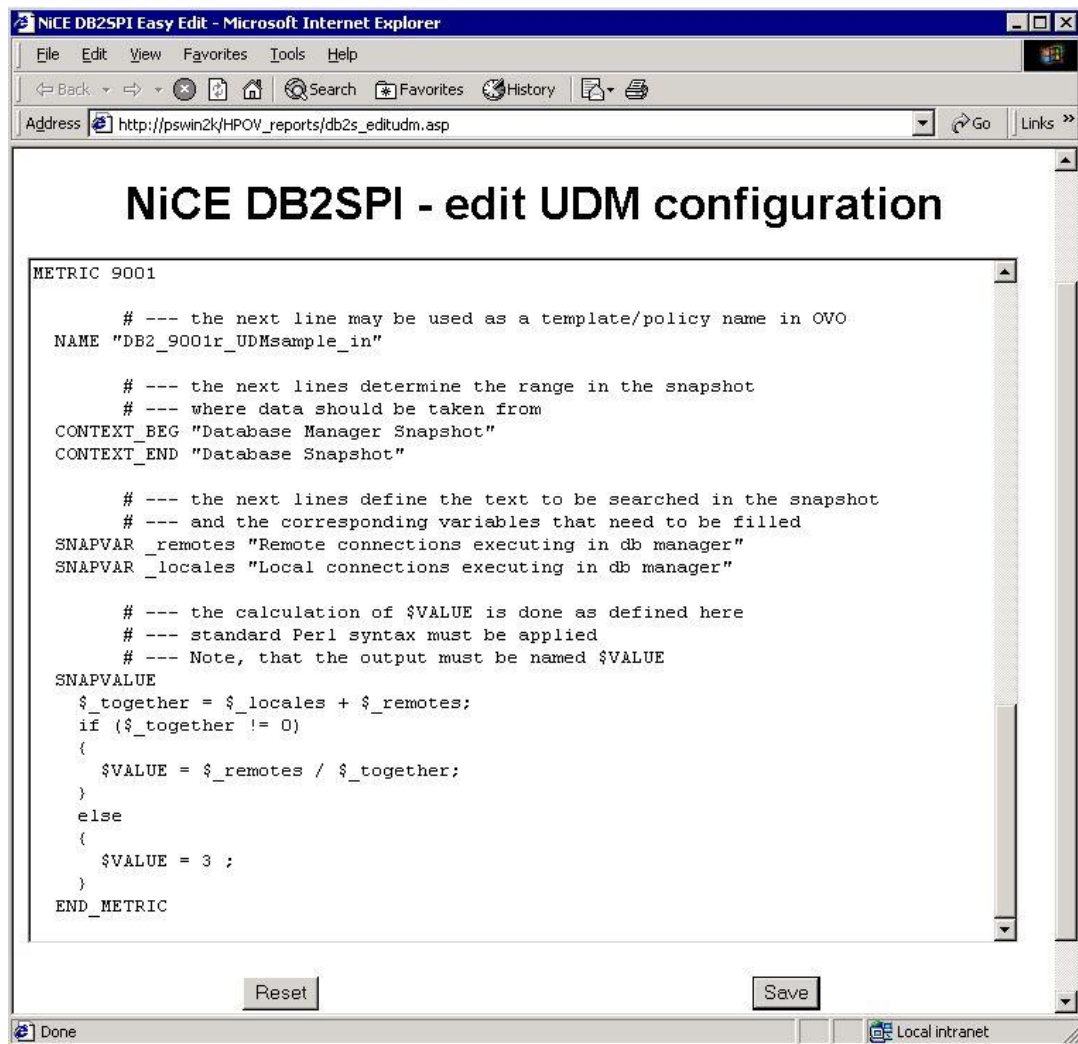 NiCE DB2SPI Easy Edit - Microsoft Internet Explorer
File Edit View Favorites Tools Help
Back Search Favorites History
Address http://pswin2k/HPOV_reports/db2s_editudm.asp Go Links »
NiCE DB2SPI - edit UDM configuration
METRIC 9001
# --- the next line may be used as a template/policy name in OVO
NAME "DB2_9001r_UDMsample_in"
# --- the next lines determine the range in the snapshot
# --- where data should be taken from
CONTEXT_BEG "Database Manager Snapshot"
CONTEXT_END "Database Snapshot"
# --- the next lines define the text to be searched in the snapshot
# --- and the corresponding variables that need to be filled
SNAPVAR _remotes "Remote connections executing in db manager"
SNAPVAR _locales "Local connections executing in db manager"
# --- the calculation of $VALUE is done as defined here
# --- standard Perl syntax must be applied
# --- Note, that the output must be named $VALUE
SNAPVALUE
$_together = $_locales + $_remotes;
if ($_together != 0)
{
$VALUE = $_remotes / $_together;
}
else
{
$VALUE = 3 ;
}
END_METRIC
Reset Save
Done Local intranet